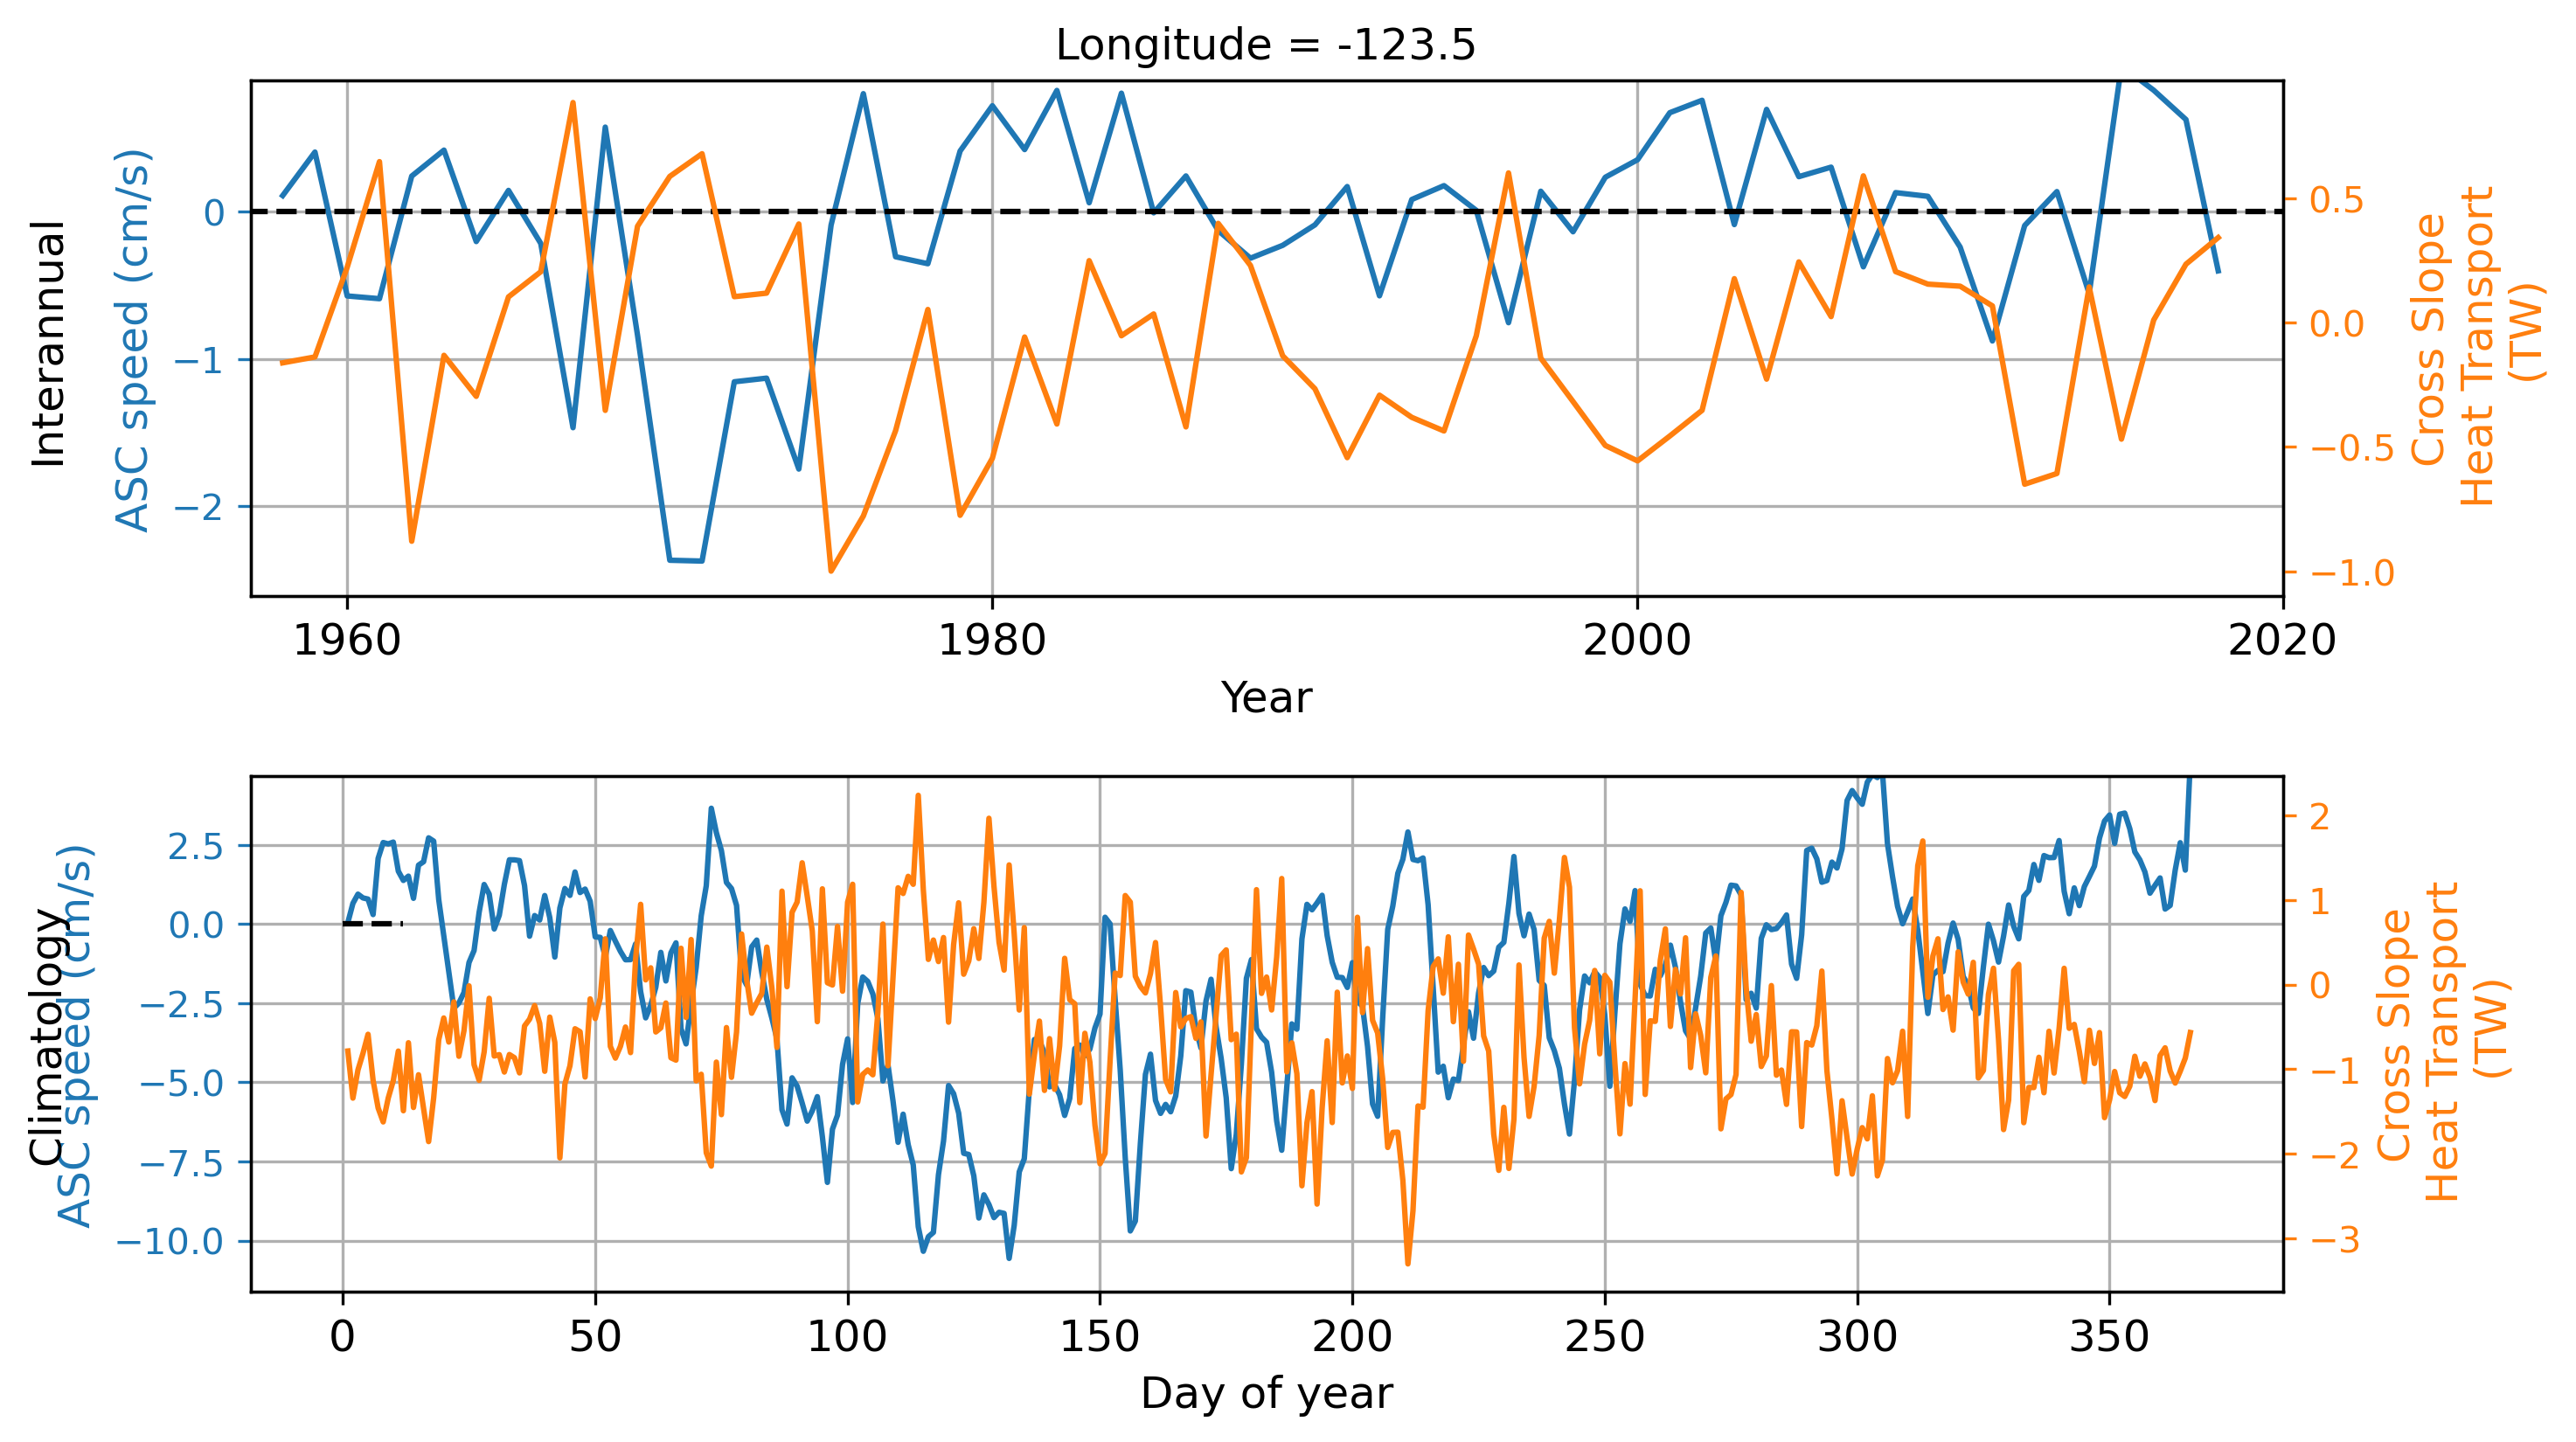 Longitude = -123.5
Interannual
ASC speed (cm/s)
0
−1
−2
0.5
0.0
−0.5
−1.0
Cross Slope
Heat Transport
(TW)
1960 1980 2000 2020
Year
Climatology
ASC speed (cm/s)
2.5
0.0
−2.5
−5.0
−7.5
−10.0
2
1
0
−1
−2
−3
Cross Slope
Heat Transport
(TW)
0 50 100 150 200 250 300 350
Day of year